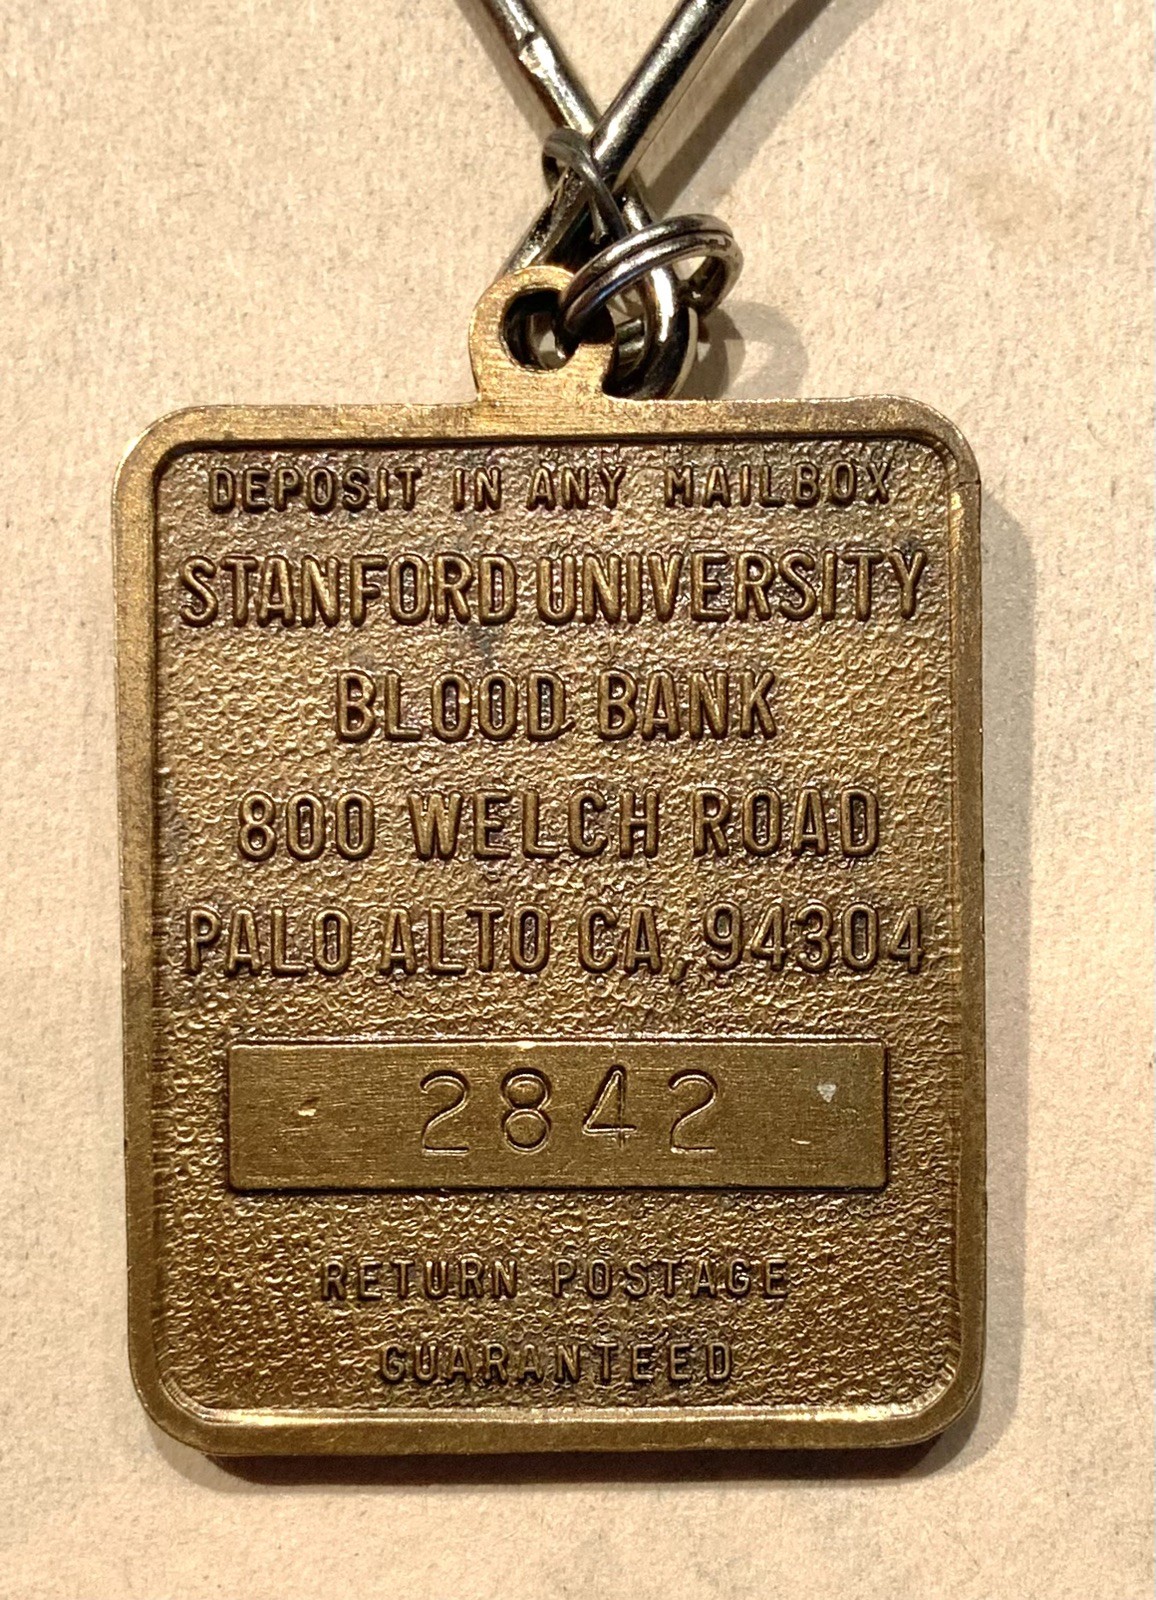 DEPOSIT IN ANY MAILBOX
STANFORD UNIVERSITY
BLOOD BANK
800 WELCH ROAD
PALO ALTO CA, 94304
2842
RETURN POSTAGE
GUARANTEED